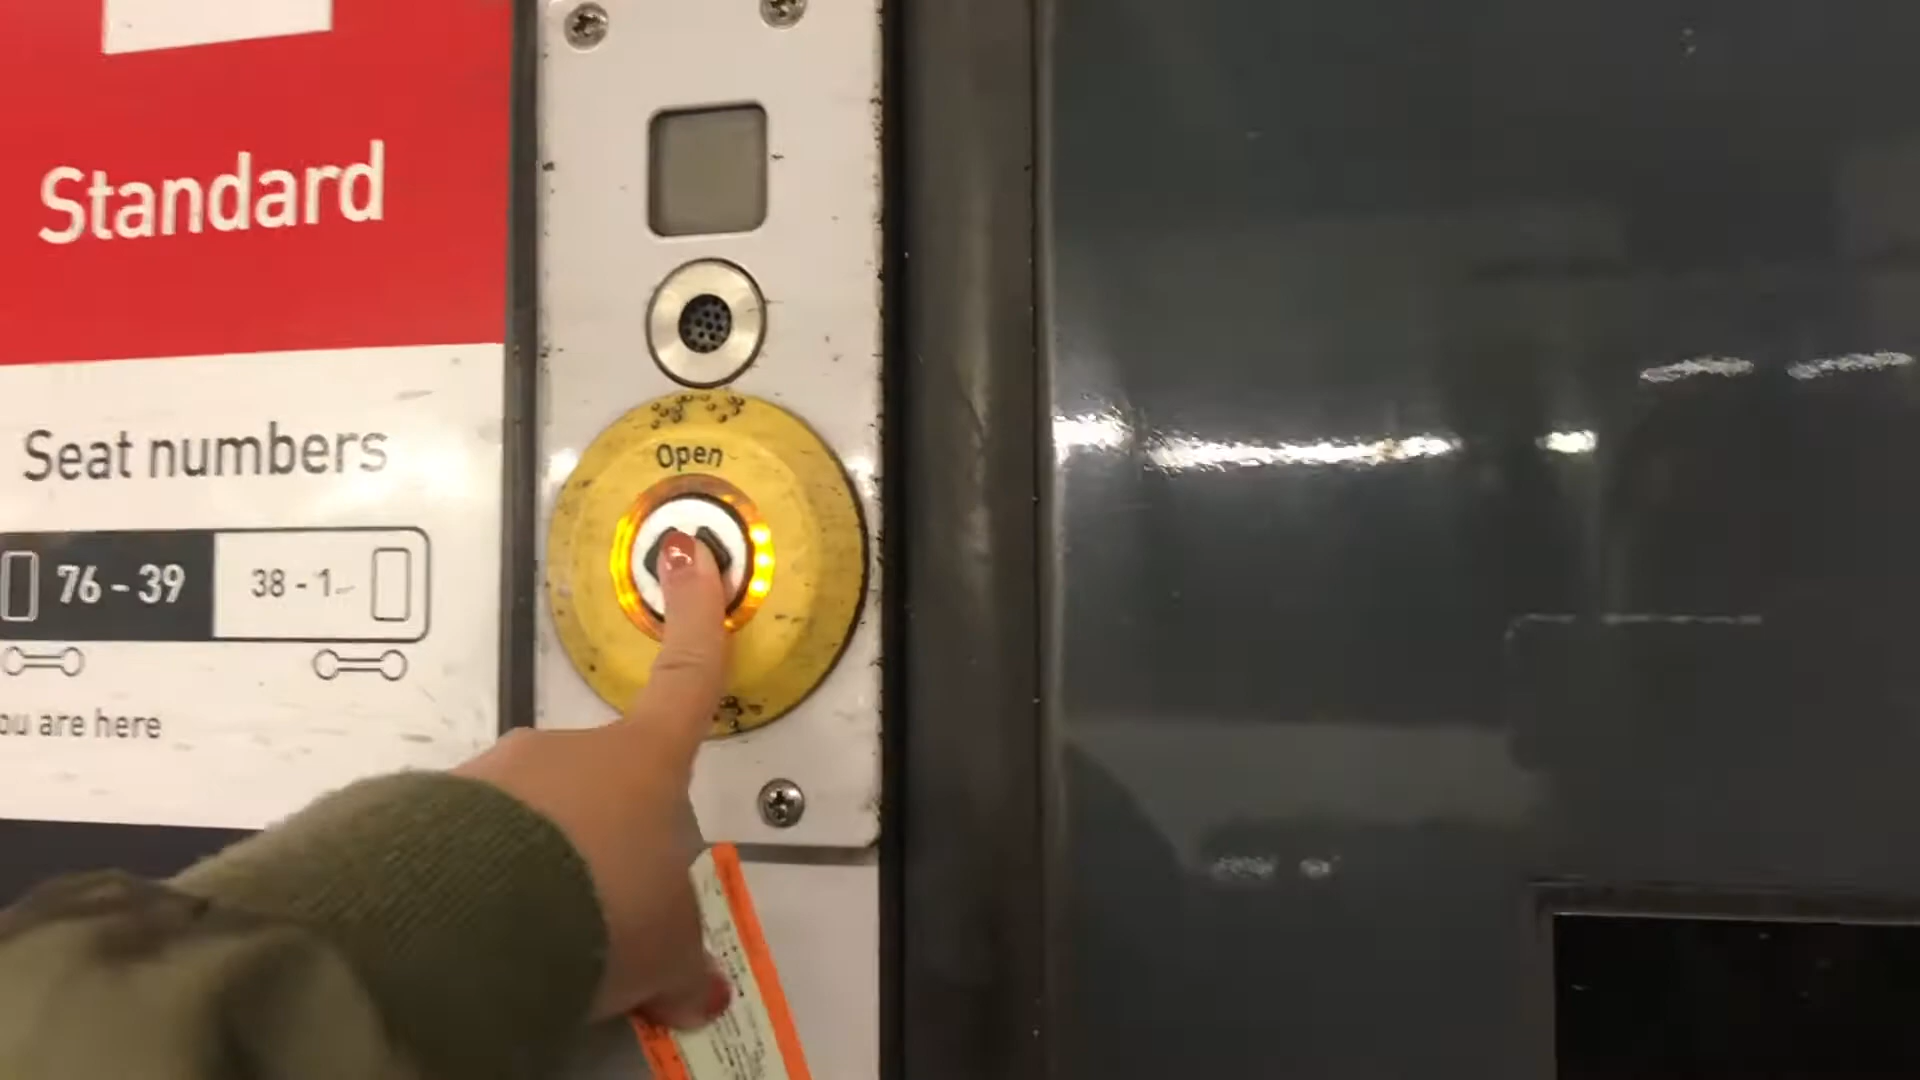 Standard
Seat numbers
76 - 39
38 - 1
ou are here
Open